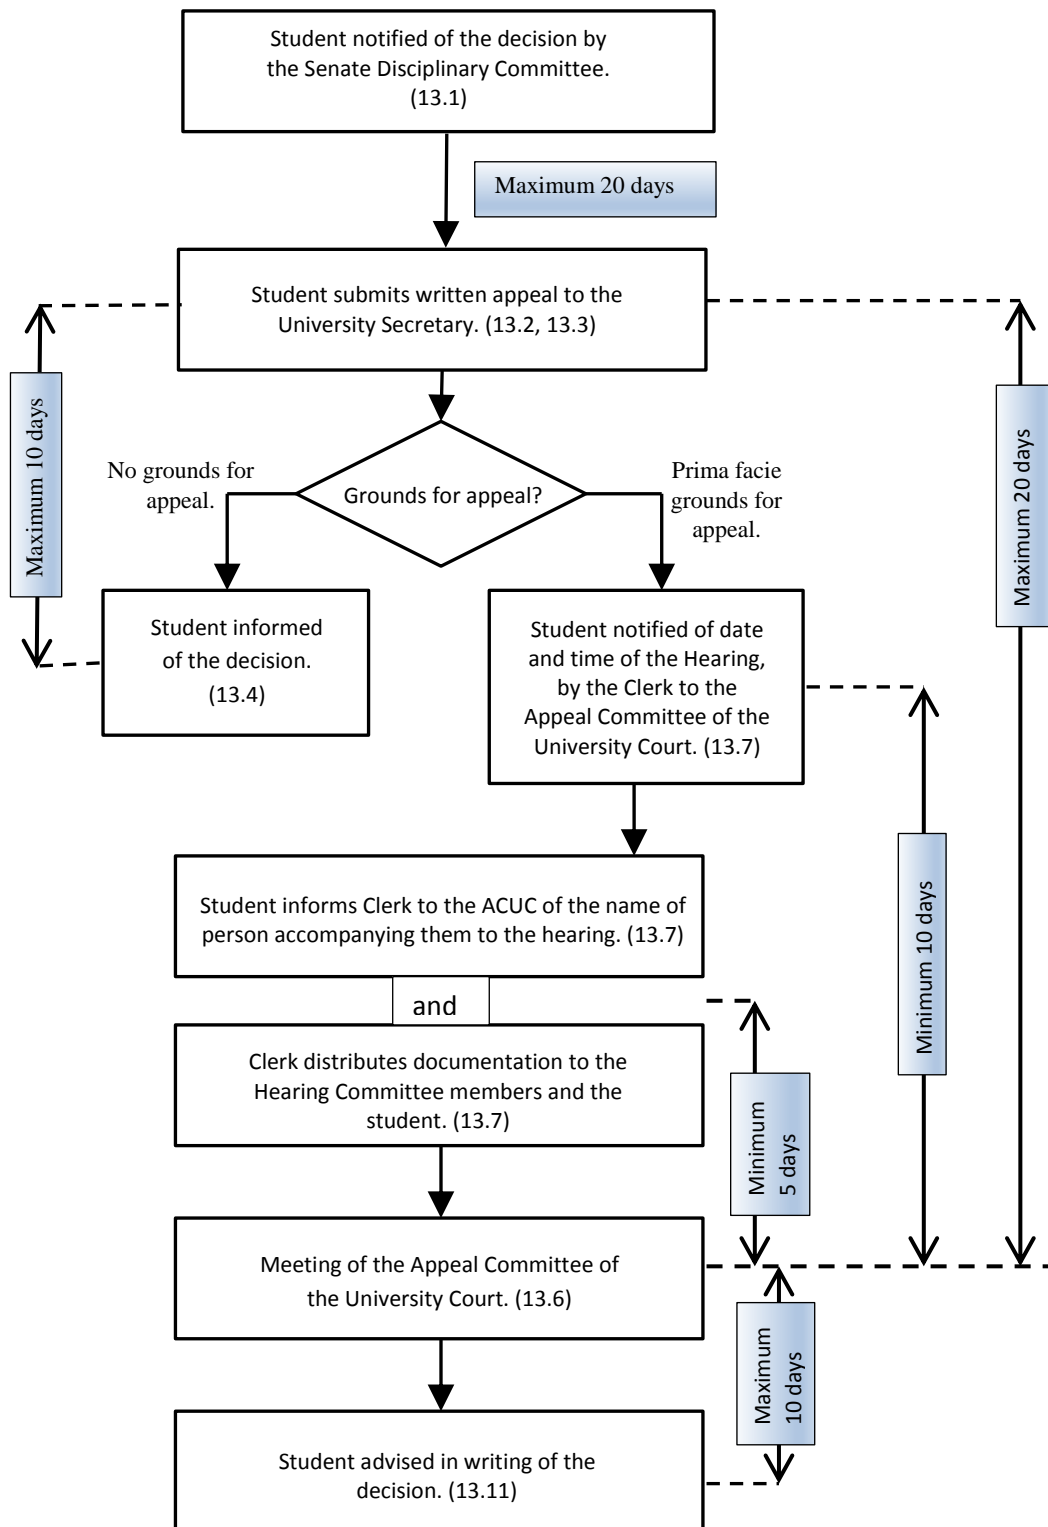 Student notified of the decision by
the Senate Disciplinary Committee.
(13.1)
Maximum 20 days
Student submits written appeal to the
University Secretary. (13.2, 13.3)
Maximum 10 days
No grounds for
appeal.
Grounds for appeal?
Prima facie
grounds for
appeal.
Maximum 20 days
Student informed
of the decision.
(13.4)
Student notified of date
and time of the Hearing,
by the Clerk to the
Appeal Committee of the
University Court. (13.7)
Minimum 10 days
Student informs Clerk to the ACUC of the name of
person accompanying them to the hearing. (13.7)
and
Clerk distributes documentation to the
Hearing Committee members and the
student. (13.7)
Minimum
5 days
Meeting of the Appeal Committee of
the University Court. (13.6)
Maximum
10 days
Student advised in writing of the
decision. (13.11)